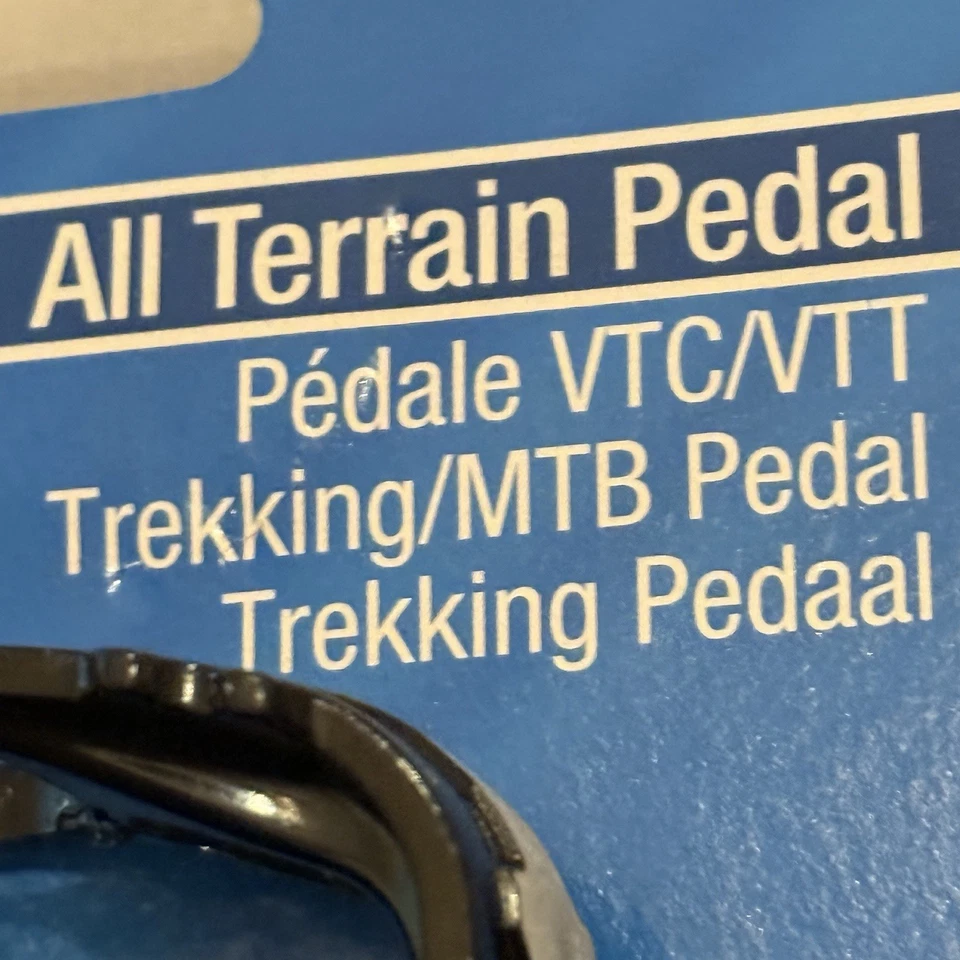 All Terrain Pedal
Pédale VTC/VTT
Trekking/MTB Pedal
Trekking Pedaal